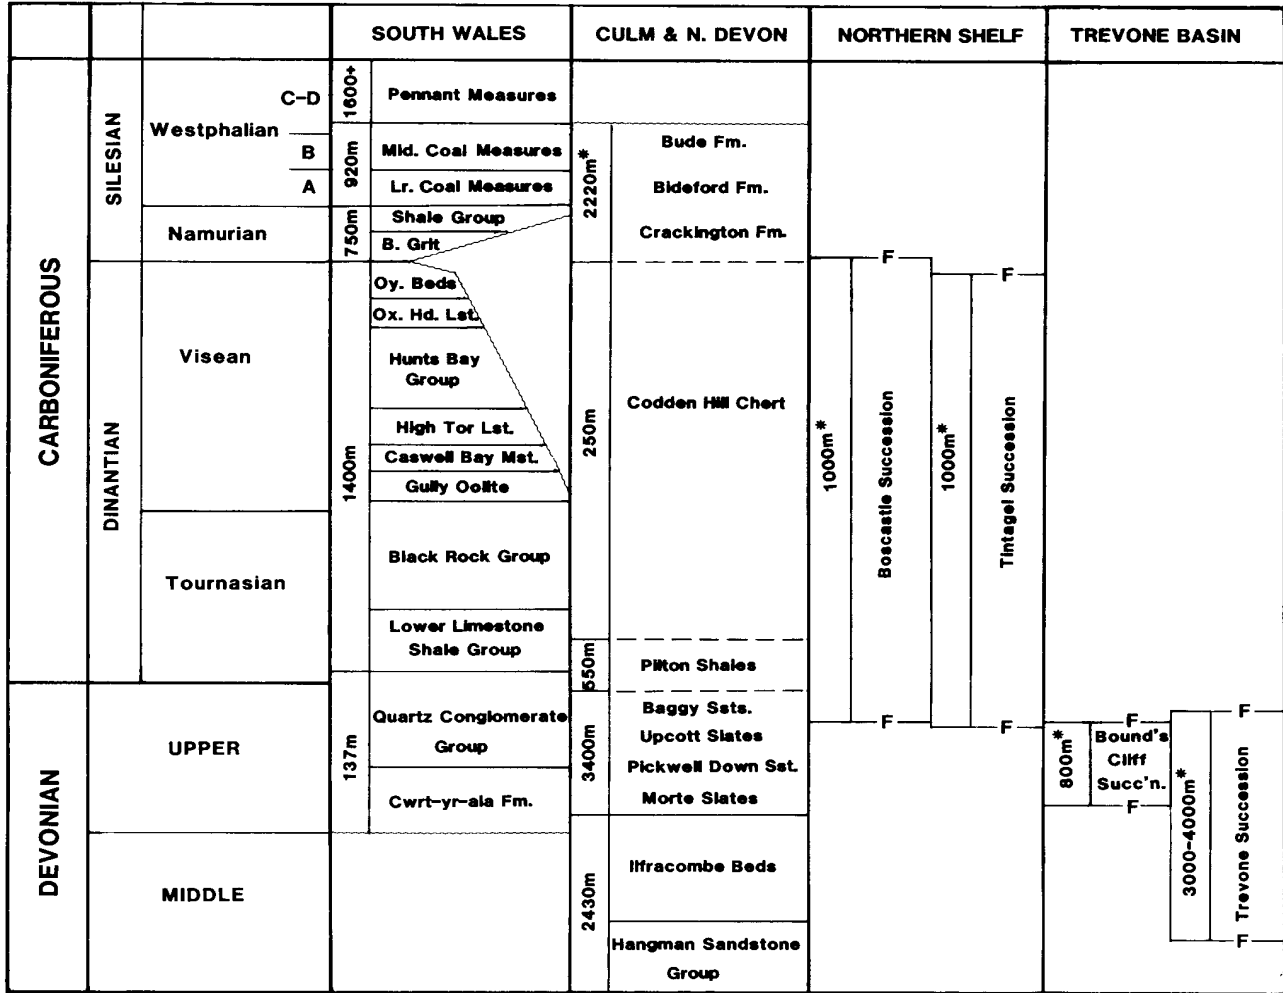 SOUTH WALES
CULM & N. DEVON
NORTHERN SHELF
TREVONE BASIN
CARBONIFEROUS
DEVONIAN
SILESIAN
DINANTIAN
Westphalian
C-D
B
A
Namurian
Visean
Tournasian
UPPER
MIDDLE
1600+
920m
750m
1400m
137m
Pennant Measures
Mid. Coal Measures
Lr. Coal Measures
Shale Group
B. Grit
Oy. Beds
Ox. Hd. Lst.
Hunts Bay
Group
High Tor Lst.
Caswell Bay Mst.
Gully Oolite
Black Rock Group
Lower Limestone
Shale Group
Quartz Conglomerate
Group
Cwrt-yr-ala Fm.
2220m*
250m
550m
3400m
2430m
Bude Fm.
Bideford Fm.
Crackington Fm.
Codden Hill Chert
Pilton Shales
Baggy Ssts.
Upcott Slates
Pickwell Down Sst.
Morte Slates
Ilfracombe Beds
Hangman Sandstone
Group
F
1000m*
Boscastle Succession
F
F
1000m*
Tintagel Succession
F
F
800m*
Bound's
Cliff
Succ'n.
F
F
3000-4000m*
Trevone Succession
F